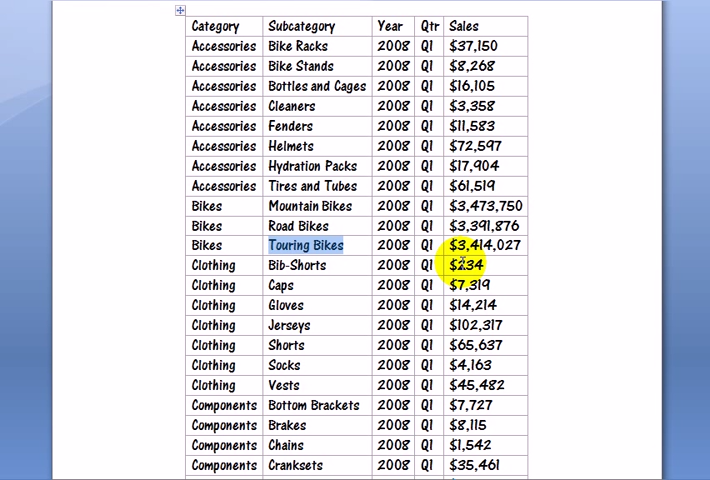 Category Subcategory Year Qtr Sales
Accessories Bike Racks 2008 Q1 $37,150
Accessories Bike Stands 2008 Q1 $8,268
Accessories Bottles and Cages 2008 Q1 $16,105
Accessories Cleaners 2008 Q1 $3,358
Accessories Fenders 2008 Q1 $11,583
Accessories Helmets 2008 Q1 $72,597
Accessories Hydration Packs 2008 Q1 $17,904
Accessories Tires and Tubes 2008 Q1 $61,519
Bikes Mountain Bikes 2008 Q1 $3,473,750
Bikes Road Bikes 2008 Q1 $3,391,876
Bikes Touring Bikes 2008 Q1 $3,414,027
Clothing Bib-Shorts 2008 Q1 $234
Clothing Caps 2008 Q1 $7,319
Clothing Gloves 2008 Q1 $14,214
Clothing Jerseys 2008 Q1 $102,317
Clothing Shorts 2008 Q1 $65,637
Clothing Socks 2008 Q1 $4,163
Clothing Vests 2008 Q1 $45,482
Components Bottom Brackets 2008 Q1 $7,727
Components Brakes 2008 Q1 $8,115
Components Chains 2008 Q1 $1,542
Components Cranksets 2008 Q1 $35,461